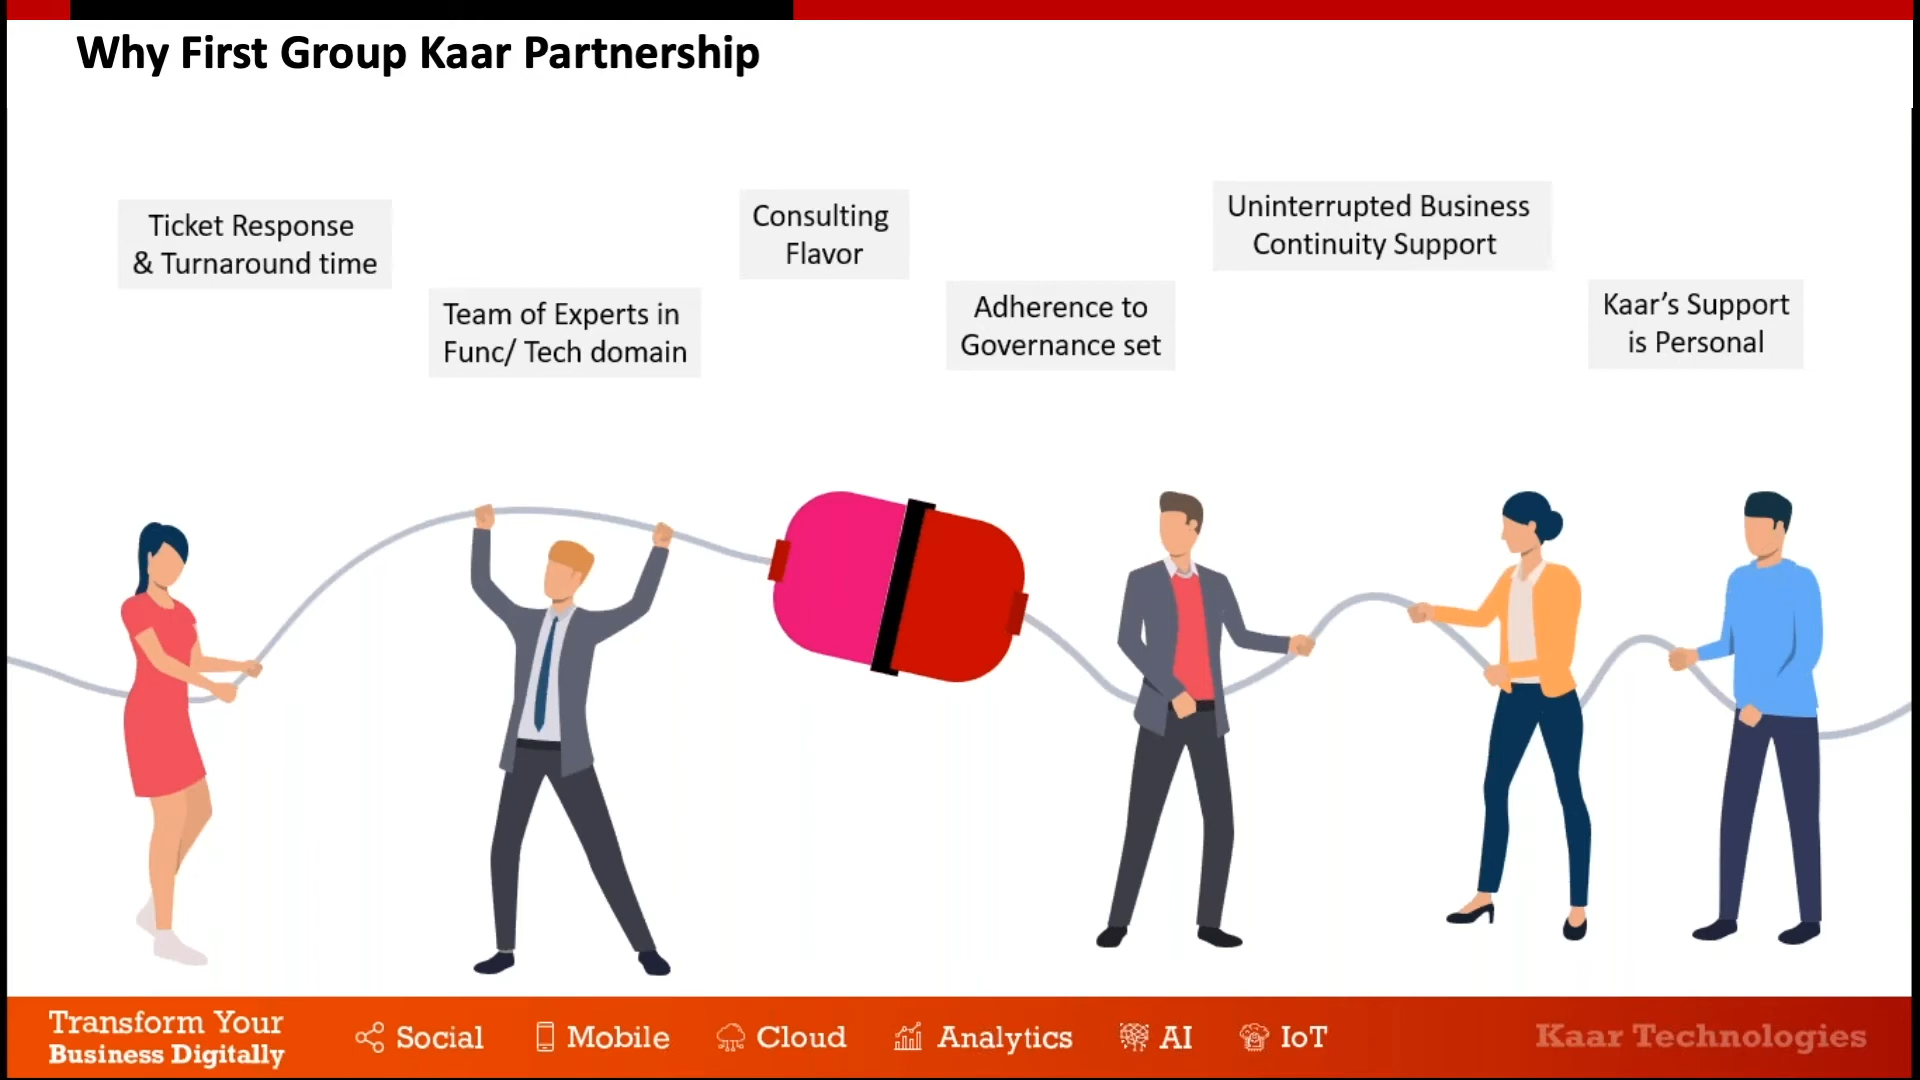 Why First Group Kaar Partnership
Ticket Response
& Turnaround time
Team of Experts in
Func/ Tech domain
Consulting
Flavor
Adherence to
Governance set
Uninterrupted Business
Continuity Support
Kaar’s Support
is Personal
Transform Your
Business Digitally
Social
Mobile
Cloud
Analytics
AI
IoT
Kaar Technologies